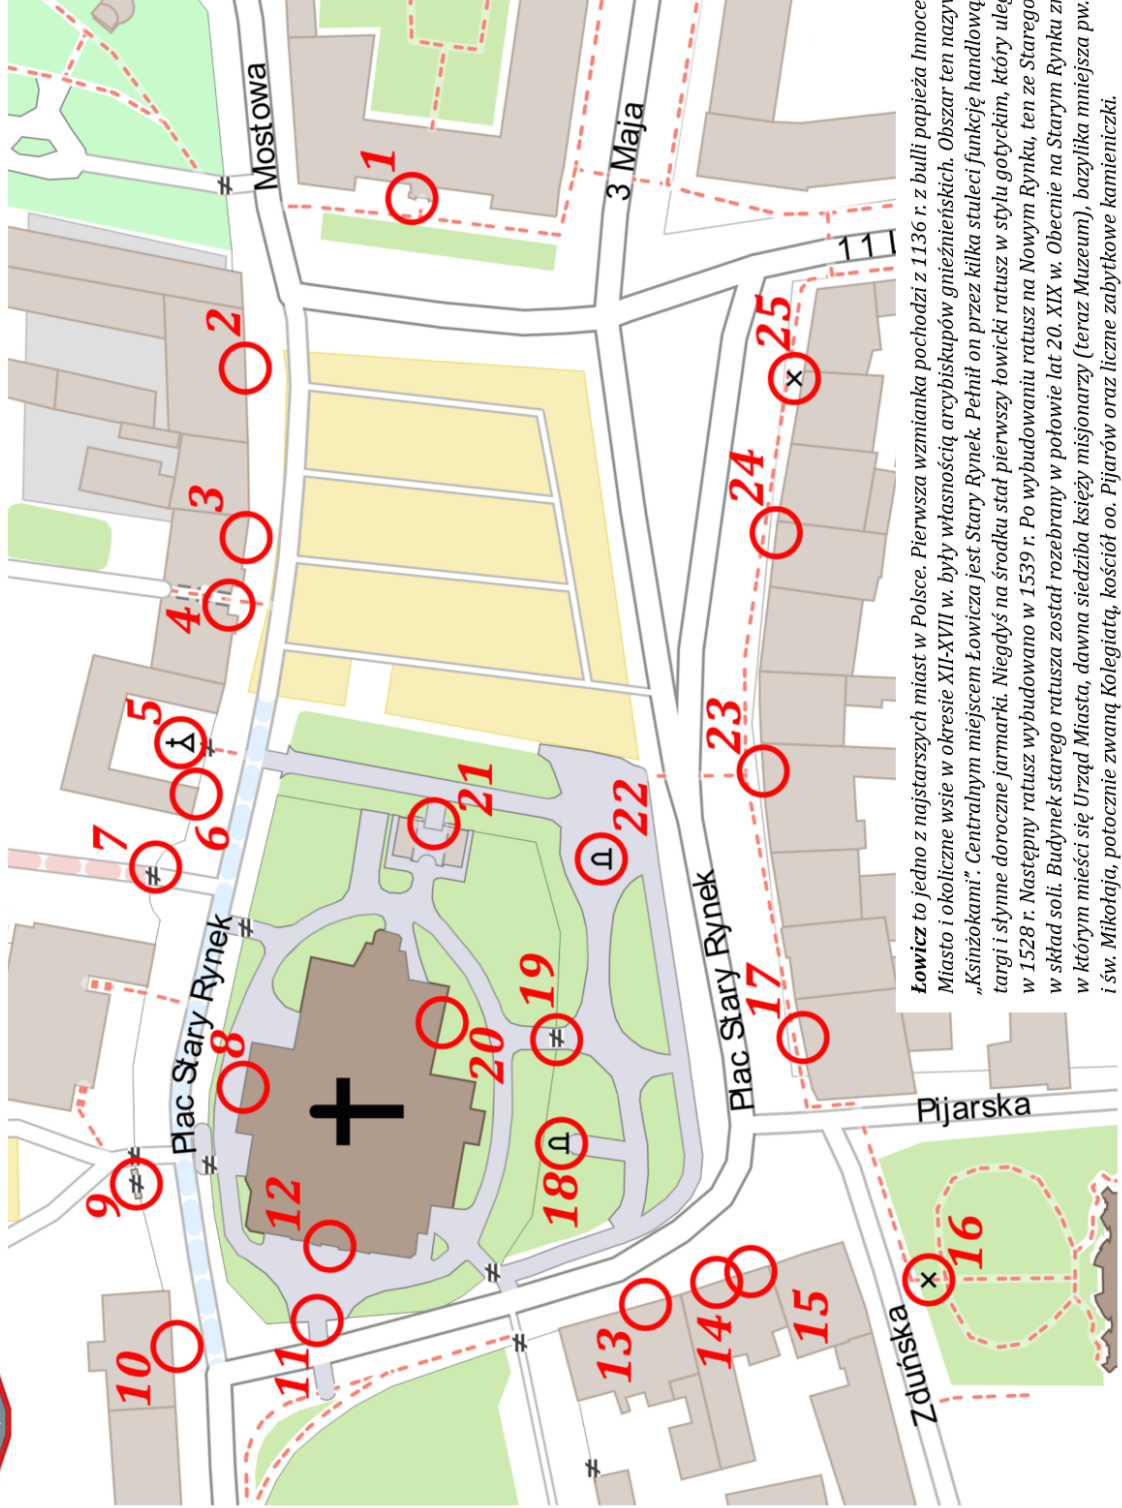 Mostowa
3 Maja
11 L
Plac Stary Rynek
Plac Stary Rynek
Pijarska
Zduńska
1
2
3
4
5
6
7
8
9
10
11
12
13
14
15
16
17
18
19
20
21
22
23
24
25
Łowicz to jedno z najstarszych miast w Polsce. Pierwsza wzmianka pochodzi z 1136 r. z bulli papieża Innoce
Miasto i okoliczne wsie w okresie XII-XVII w. były własnością arcybiskupów gnieźnieńskich. Obszar ten nazyw
„Księżakami”. Centralnym miejscem Łowicza jest Stary Rynek. Pełnił on przez kilka stuleci funkcję handlową
targi i słynne doroczne jarmarki. Niegdyś na środku stał pierwszy łowicki ratusz w stylu gotyckim, który uleg
w 1528 r. Następny ratusz wybudowano w 1539 r. Po wybudowaniu ratusz na Nowym Rynku, ten ze Starego
w skład soli. Budynek starego ratusza został rozebrany w połowie lat 20. XIX w. Obecnie na Starym Rynku zn
w którym mieści się Urząd Miasta, dawna siedziba księży misjonarzy (teraz Muzeum), bazylika mniejsza pw.
i św. Mikołaja, potocznie zwaną Kolegiatą, kościół oo. Pijarów oraz liczne zabytkowe kamieniczki.